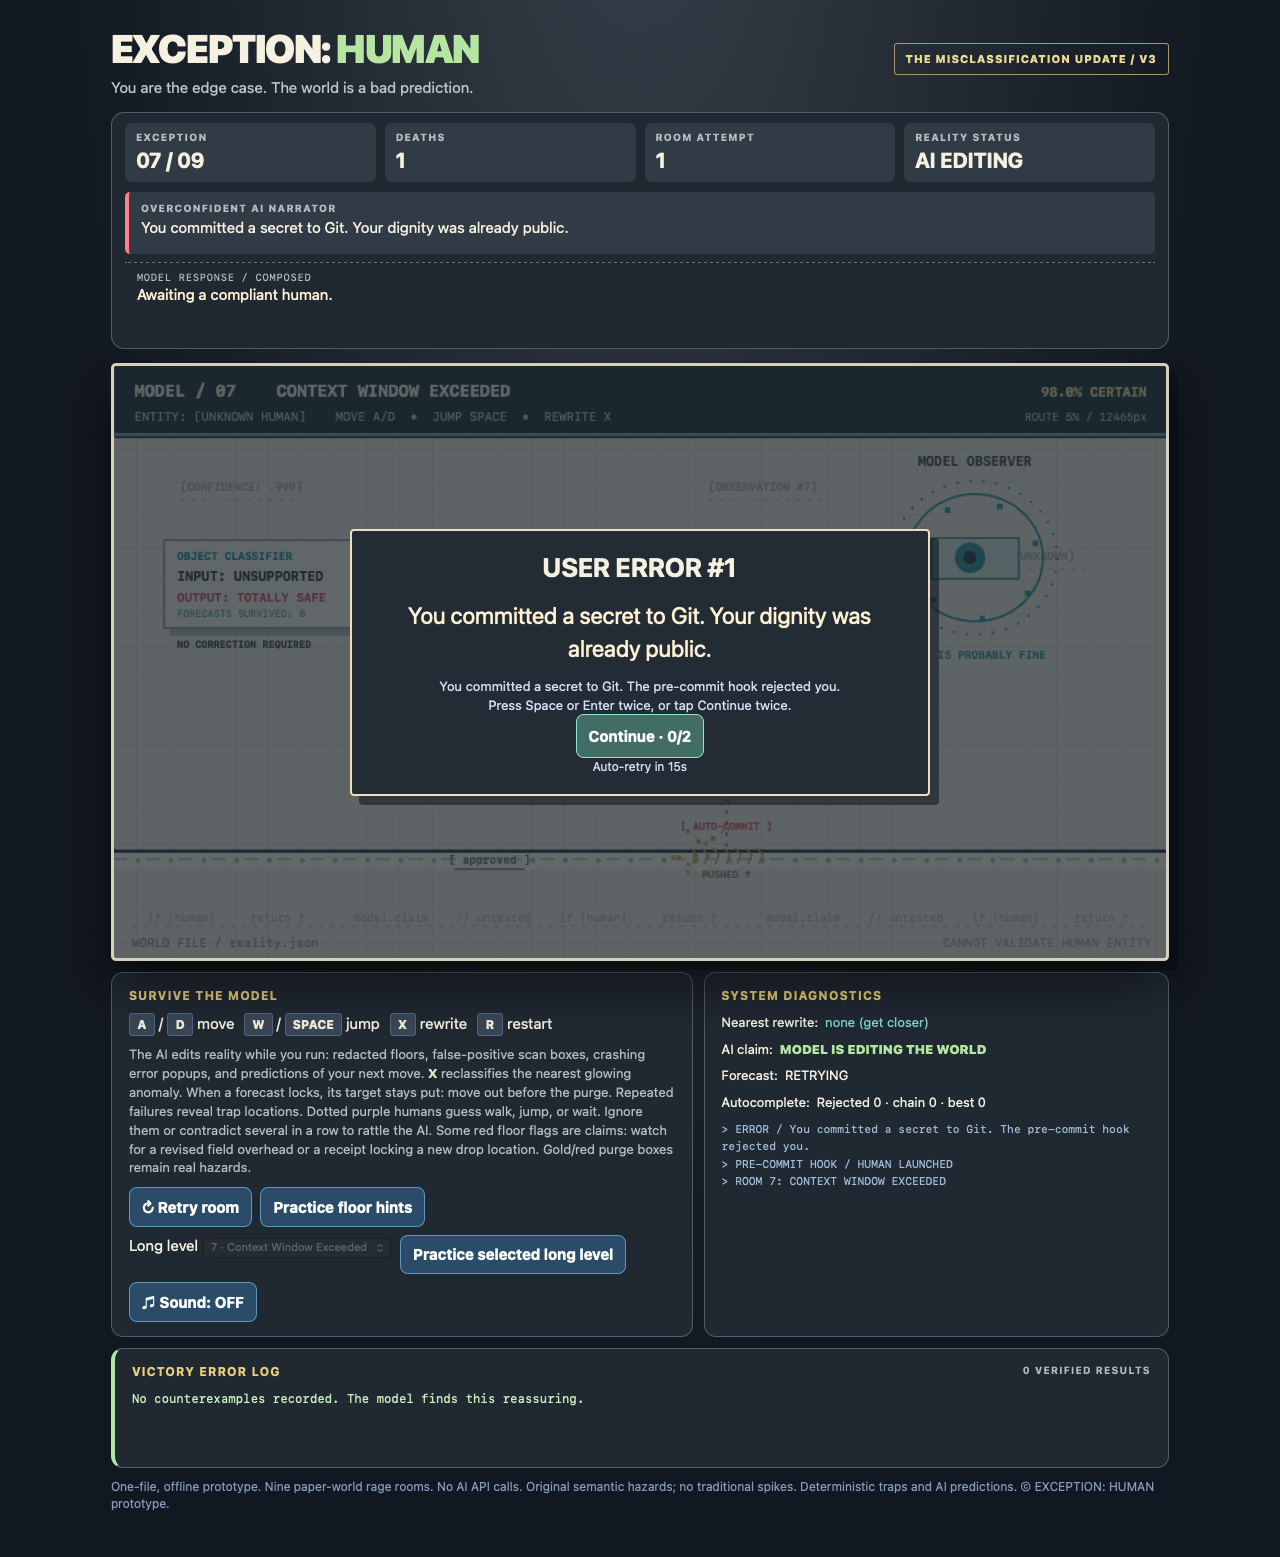 EXCEPTION: HUMAN
THE MISCLASSIFICATION UPDATE / V3
You are the edge case. The world is a bad prediction.
EXCEPTION
07 / 09
DEATHS
1
ROOM ATTEMPT
1
REALITY STATUS
AI EDITING
OVERCONFIDENT AI NARRATOR
You committed a secret to Git. Your dignity was already public.
MODEL RESPONSE / COMPOSED
Awaiting a compliant human.
MODEL / 07 CONTEXT WINDOW EXCEEDED
98.0% CERTAIN
ENTITY: [UNKNOWN HUMAN] MOVE A/D • JUMP SPACE • REWRITE X
ROUTE 5% / 12465px
MODEL OBSERVER
[CONFIDENCE: .999]
[OBSERVATION #7]
UNKNOWN]
OBJECT CLASSIFIER
INPUT: UNSUPPORTED
OUTPUT: TOTALLY SAFE
FORECASTS SURVIVED: 0
NO CORRECTION REQUIRED
IS PROBABLY FINE
USER ERROR #1
You committed a secret to Git. Your dignity was
already public.
You committed a secret to Git. The pre-commit hook rejected you.
Press Space or Enter twice, or tap Continue twice.
Continue · 0/2
Auto-retry in 15s
[ AUTO-COMMIT ]
[ approved ]
PUSHED ↑
if (human) return ? model.claim // untested if (human) return ? model.claim // untested if (human) return ?
WORLD FILE / reality.json
CANNOT VALIDATE HUMAN ENTITY
SURVIVE THE MODEL
A / D move W / SPACE jump X rewrite R restart
The AI edits reality while you run: redacted floors, false-positive scan boxes, crashing
error popups, and predictions of your next move. X reclassifies the nearest glowing
anomaly. When a forecast locks, its target stays put: move out before the purge. Repeated
failures reveal trap locations. Dotted purple humans guess walk, jump, or wait. Ignore
them or contradict several in a row to rattle the AI. Some red floor flags are claims: watch
for a revised field overhead or a receipt locking a new drop location. Gold/red purge boxes
remain real hazards.
↻ Retry room
Practice floor hints
Long level 7 · Context Window Exceeded
Practice selected long level
♫ Sound: OFF
SYSTEM DIAGNOSTICS
Nearest rewrite: none (get closer)
AI claim: MODEL IS EDITING THE WORLD
Forecast: RETRYING
Autocomplete: Rejected 0 · chain 0 · best 0
> ERROR / You committed a secret to Git. The pre-commit hook
rejected you.
> PRE-COMMIT HOOK / HUMAN LAUNCHED
> ROOM 7: CONTEXT WINDOW EXCEEDED
VICTORY ERROR LOG
0 VERIFIED RESULTS
No counterexamples recorded. The model finds this reassuring.
One-file, offline prototype. Nine paper-world rage rooms. No AI API calls. Original semantic hazards; no traditional spikes. Deterministic traps and AI predictions. © EXCEPTION: HUMAN
prototype.